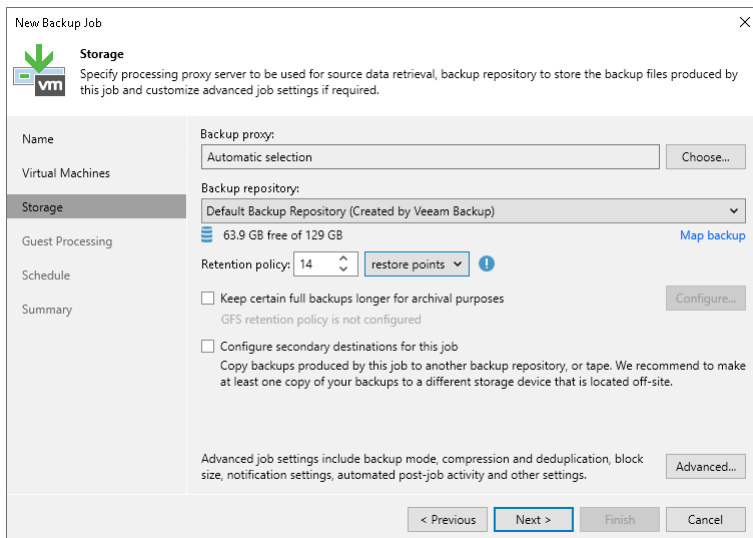 New Backup Job
Storage
Specify processing proxy server to be used for source data retrieval, backup repository to store the backup files produced by
this job and customize advanced job settings if required.
vm
Name
Virtual Machines
Storage
Guest Processing
Schedule
Summary
Backup proxy:
Automatic selection
Choose...
Backup repository:
Default Backup Repository (Created by Veeam Backup)
63.9 GB free of 129 GB
Map backup
Retention policy: 14 restore points
Keep certain full backups longer for archival purposes
Configure...
GFS retention policy is not configured
Configure secondary destinations for this job
Copy backups produced by this job to another backup repository, or tape. We recommend to make
at least one copy of your backups to a different storage device that is located off-site.
Advanced job settings include backup mode, compression and deduplication, block
size, notification settings, automated post-job activity and other settings.
Advanced...
< Previous
Next >
Finish
Cancel